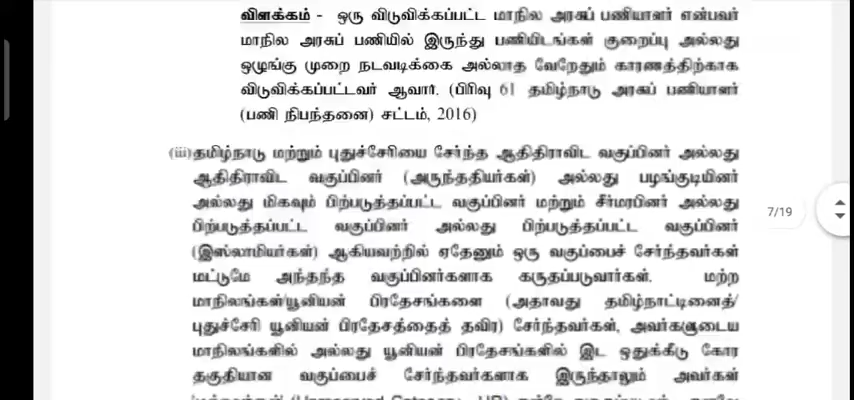 விளக்கம் - ஒரு விடுவிக்கப்பட்ட மாநில அரசுப் பணியாளர் என்பவர்
மாநில அரசுப் பணியில் இருந்து பணியிடங்கள் குறைப்பு அல்லது
ஒழுங்கு முறை நடவடிக்கை அல்லாத வேறேதும் காரணத்திற்காக
விடுவிக்கப்பட்டவர் ஆவார். (பிரிவு 61 தமிழ்நாடு அரசுப் பணியாளர்
(பணி நிபந்தனை) சட்டம், 2016)
(iii) தமிழ்நாடு மற்றும் புதுச்சேரியை சேர்ந்த ஆதிதிராவிட வகுப்பினர் அல்லது
ஆதிதிராவிட வகுப்பினர் (அருந்ததியர்கள்) அல்லது பழங்குடியினர்
அல்லது மிகவும் பிற்படுத்தப்பட்ட வகுப்பினர் மற்றும் சீர்மரபினர் அல்லது
பிற்படுத்தப்பட்ட வகுப்பினர் அல்லது பிற்படுத்தப்பட்ட வகுப்பினர்
(இஸ்லாமியர்கள்) ஆகியவற்றில் ஏதேனும் ஒரு வகுப்பைச் சேர்ந்தவர்கள்
மட்டுமே அந்தந்த வகுப்பினர்களாக கருதப்படுவார்கள். மற்ற
மாநிலங்கள்/யூனியன் பிரதேசங்களை (அதாவது தமிழ்நாட்டினைத்/
புதுச்சேரி யூனியன் பிரதேசத்தைத் தவிர) சேர்ந்தவர்கள், அவர்களுடைய
மாநிலங்களில் அல்லது யூனியன் பிரதேசங்களில் இட ஒதுக்கீடு கோர
தகுதியான வகுப்பைச் சேர்ந்தவர்களாக இருந்தாலும் அவர்கள்
7/19